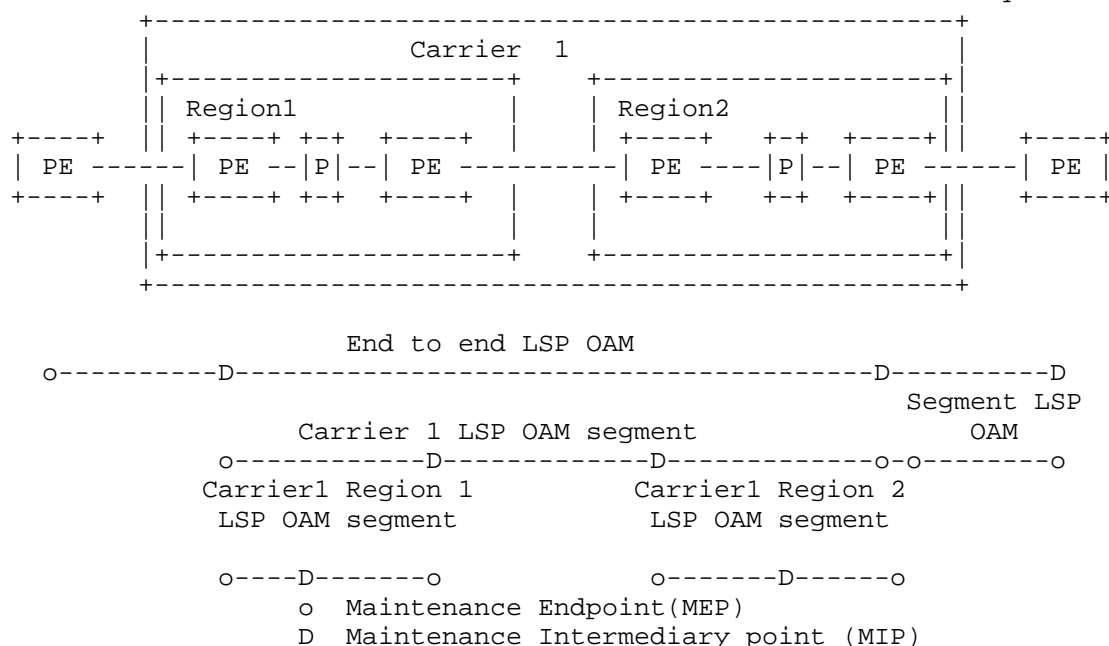 Carrier 1
Region1 Region2
PE PE P PE PE P PE PE
End to end LSP OAM
o D D D
Segment LSP
Carrier 1 LSP OAM segment OAM
o D D o o o
Carrier1 Region 1 Carrier1 Region 2
LSP OAM segment LSP OAM segment
o D o o D o
o Maintenance Endpoint(MEP)
D Maintenance Intermediary point (MIP)